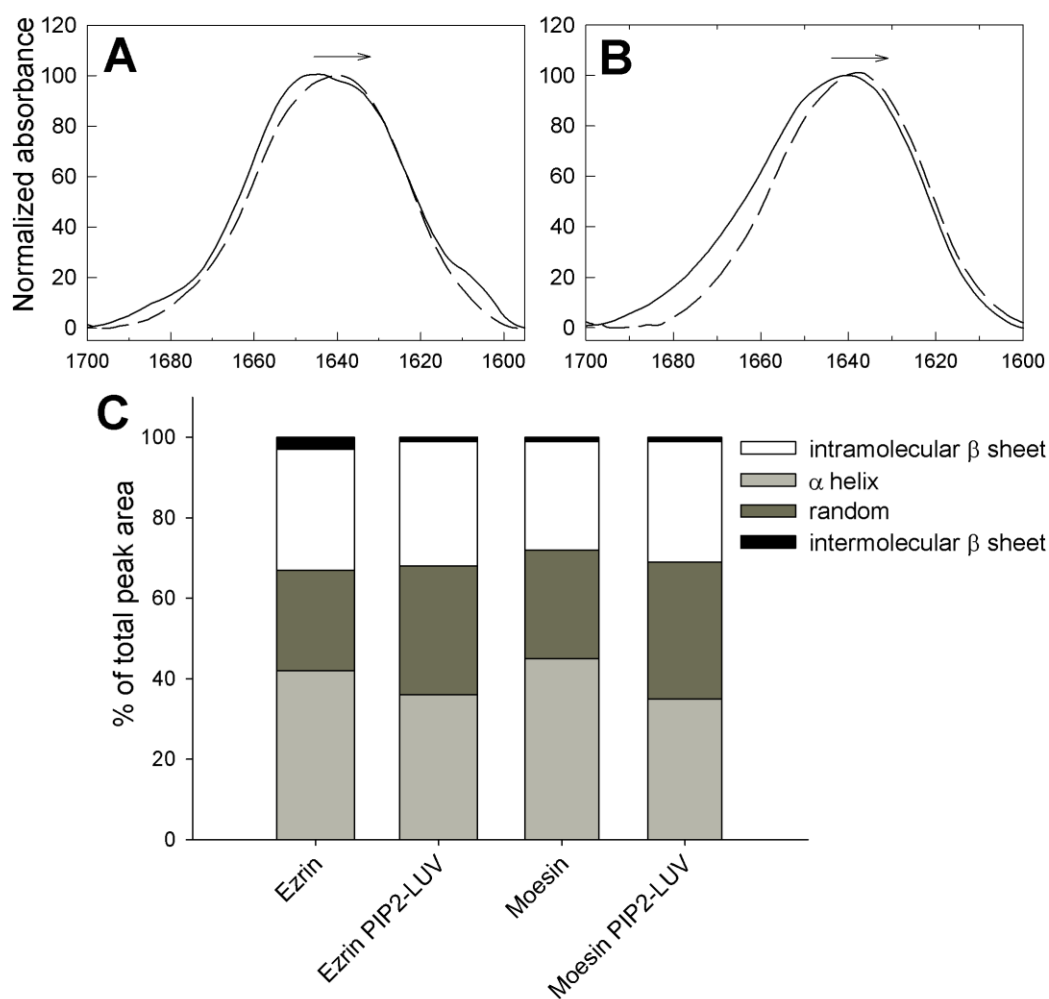 A
B
Normalized absorbance
120
100
80
60
40
20
0
1700 1680 1660 1640 1620
120
100
80
60
40
20
0
1700 1680 1660 1640 1620 1600
C
% of total peak area
100
80
60
40
20
0
Ezrin
Ezrin PIP2-LUV
Moesin
Moesin PIP2-LUV
intramolecular β sheet
α helix
random
intermolecular β sheet